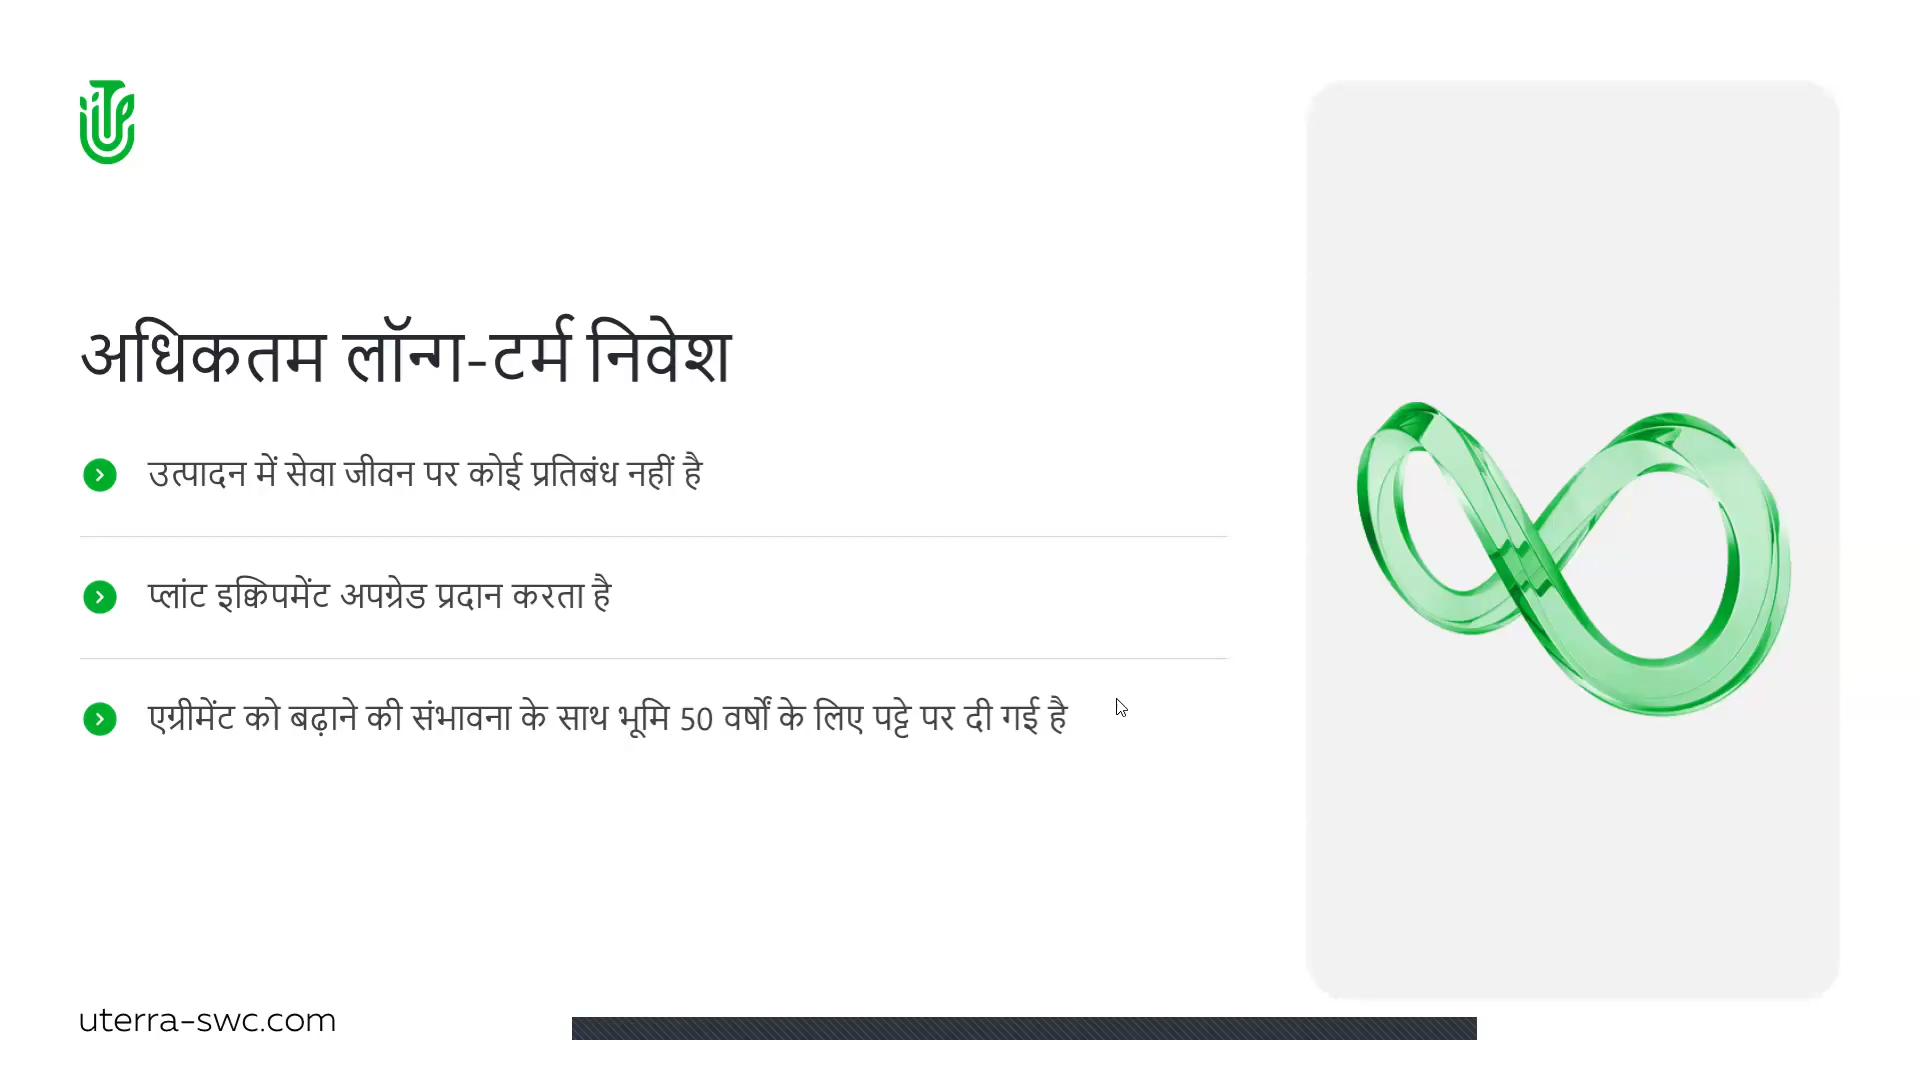 अधिकतम लॉन्ग-टर्म निवेश
उत्पादन में सेवा जीवन पर कोई प्रतिबंध नहीं है
प्लांट इक्विपमेंट अपग्रेड प्रदान करता है
एग्रीमेंट को बढ़ाने की संभावना के साथ भूमि 50 वर्षों के लिए पट्टे पर दी गई है
uterra-swc.com